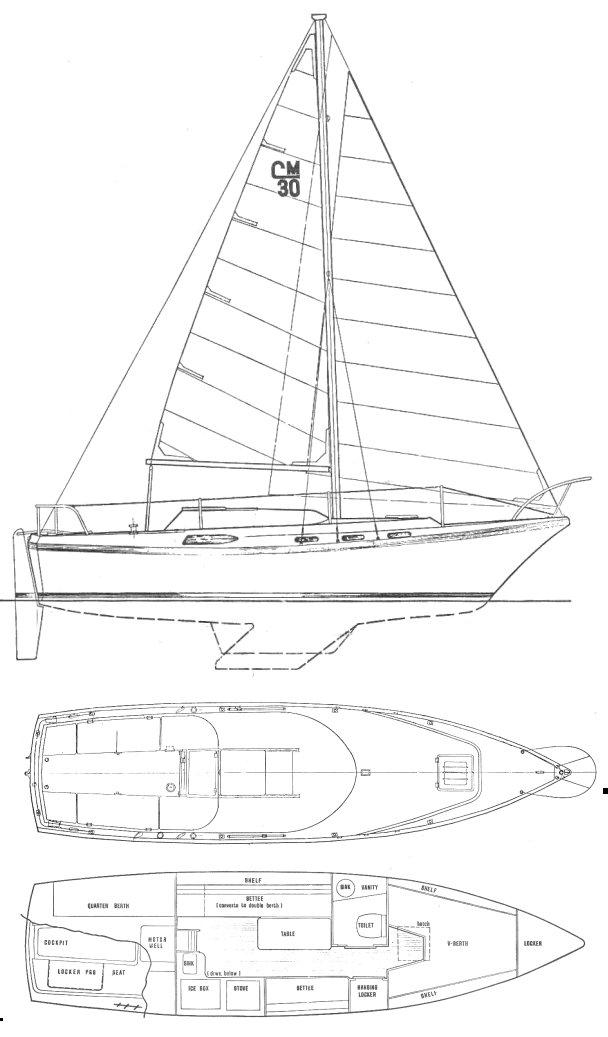 CM
30
SHELF
SINK
VANITY
SHELF
SETTEE
(converts to double berth)
QUARTER BERTH
TOILET
hatch
COCKPIT
MOTOR
WELL
TABLE
V-BERTH
LOCKER
SINK
LOCKER
SEAT
(drws. below)
ICE BOX
STOVE
SETTEE
HANGING
LOCKER
SHELF